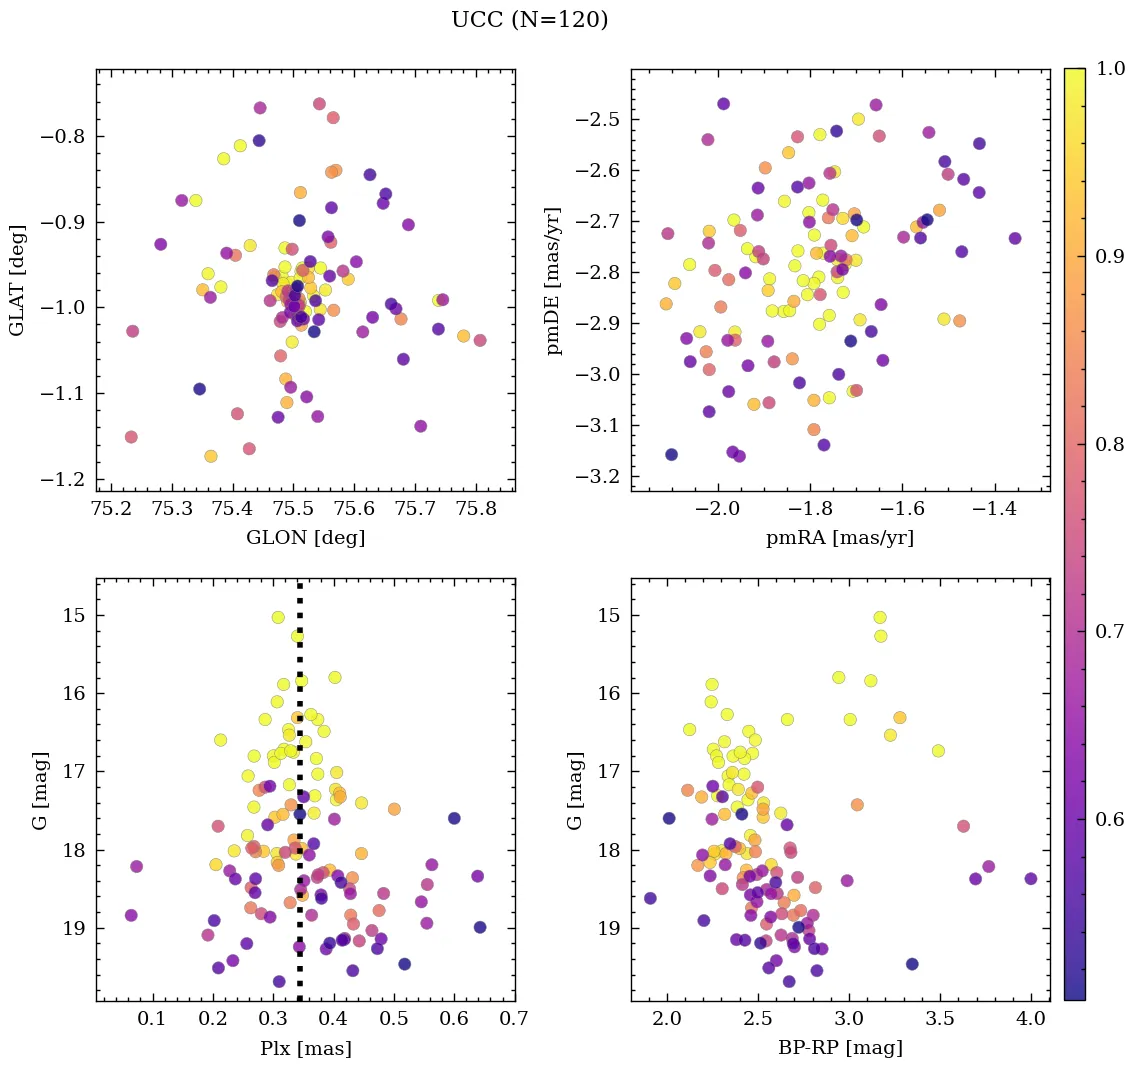 UCC (N=120)
−0.8
−0.9
−1.0
−1.1
−1.2
GLAT [deg]
75.2 75.3 75.4 75.5 75.6 75.7 75.8
GLON [deg]
−2.5
−2.6
−2.7
−2.8
−2.9
−3.0
−3.1
−3.2
pmDE [mas/yr]
−2.0 −1.8 −1.6 −1.4
pmRA [mas/yr]
1.0
0.9
0.8
0.7
0.6
15
16
17
18
19
G [mag]
0.1 0.2 0.3 0.4 0.5 0.6 0.7
Plx [mas]
15
16
17
18
19
G [mag]
2.0 2.5 3.0 3.5 4.0
BP-RP [mag]